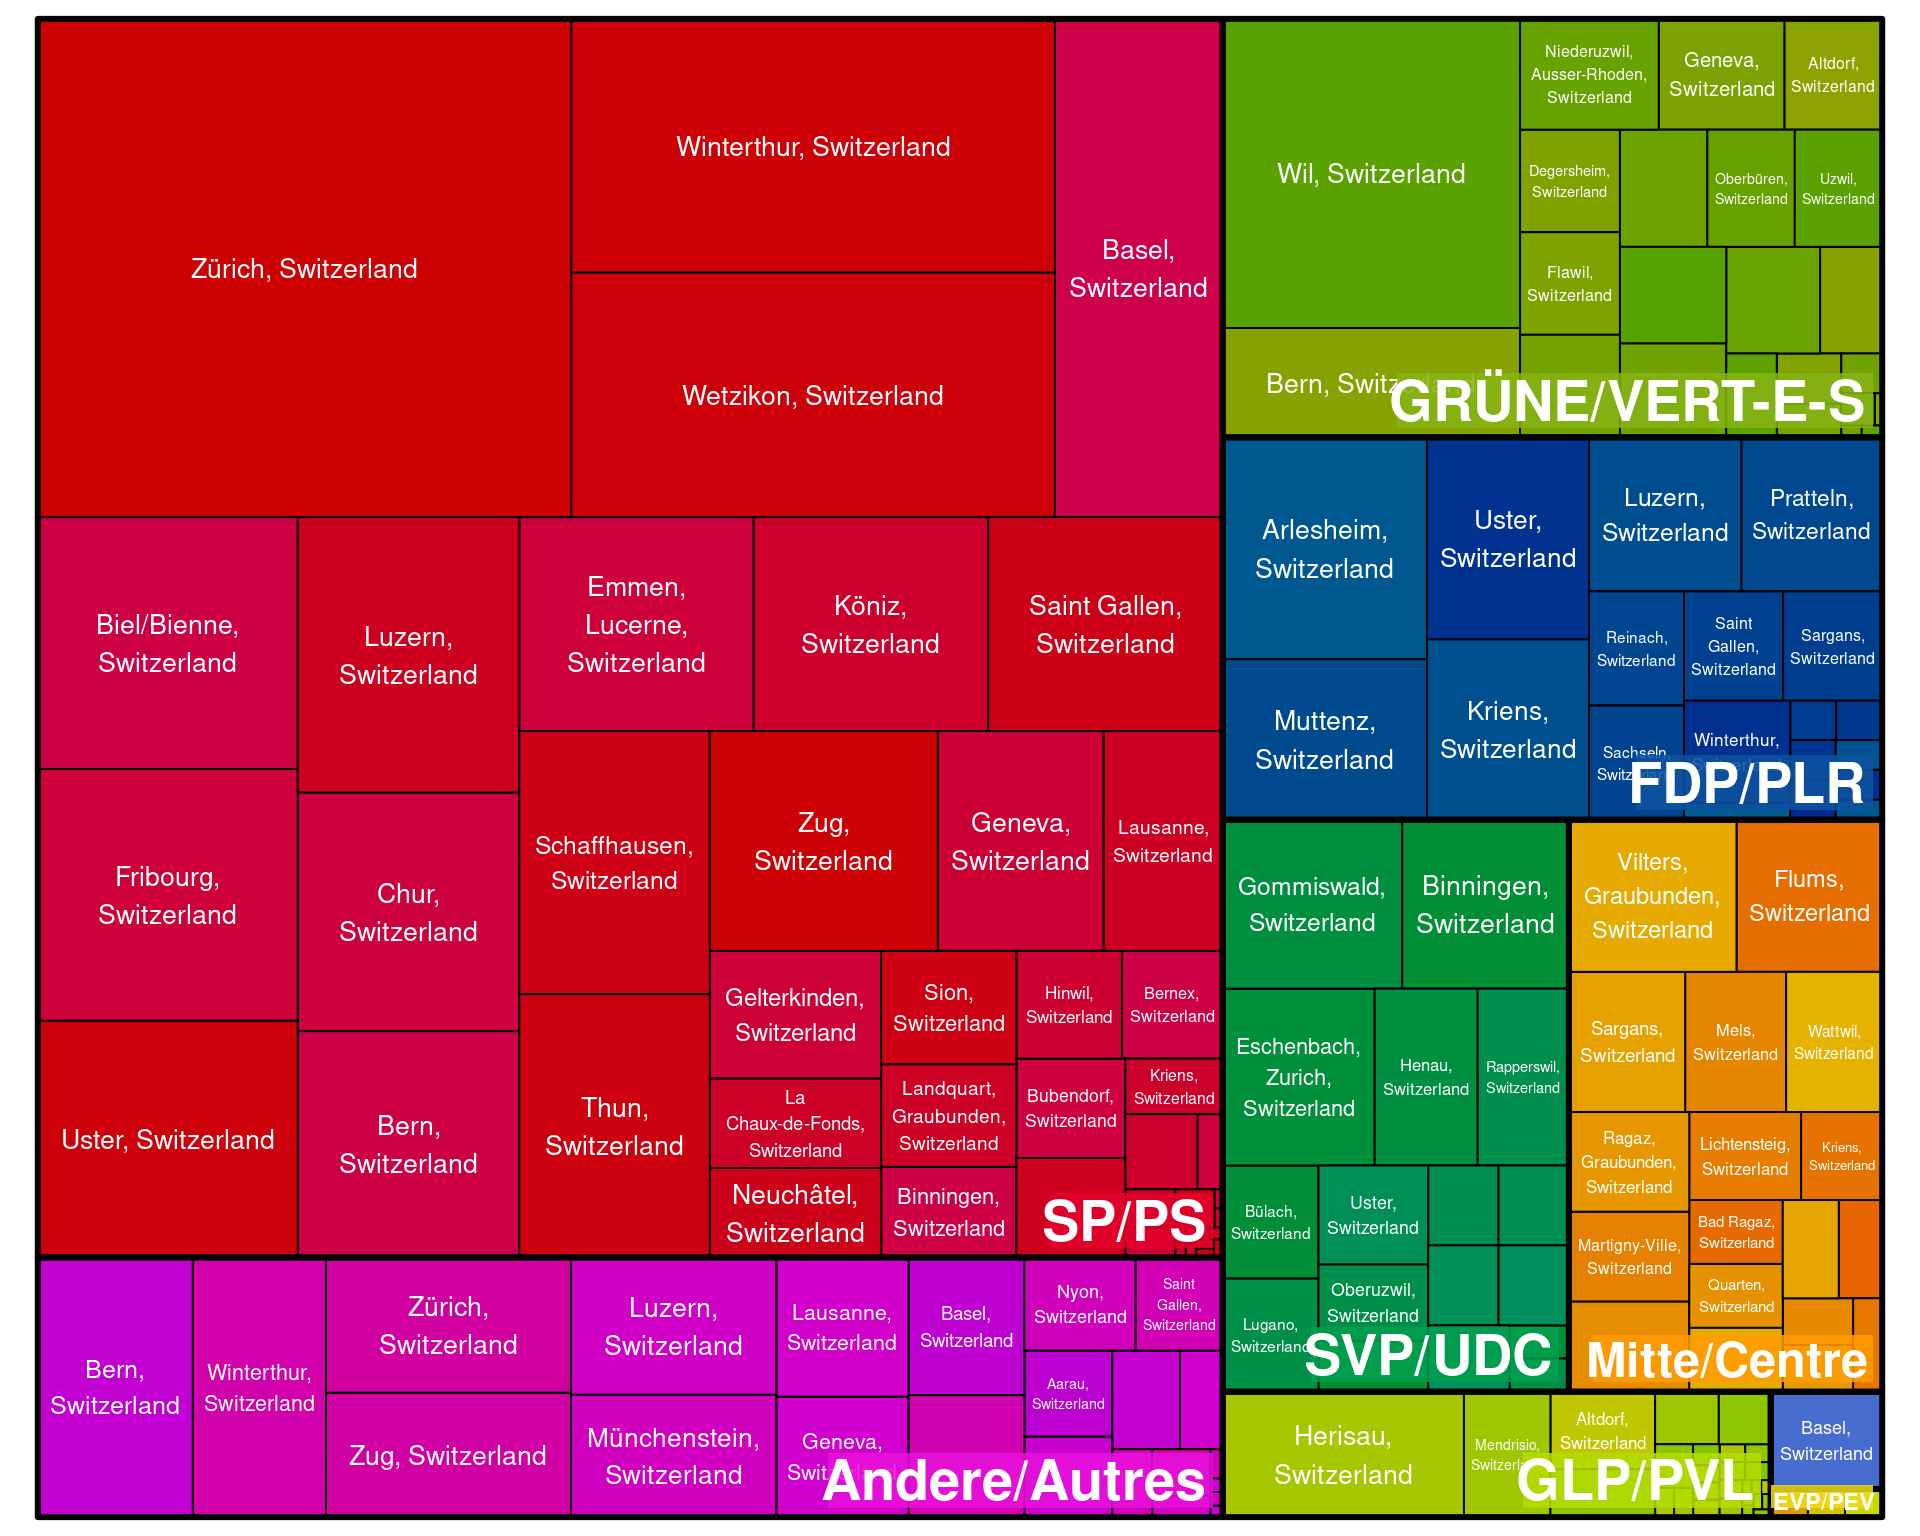 Zürich, Switzerland
Winterthur, Switzerland
Wetzikon, Switzerland
Basel,
Switzerland
Biel/Bienne,
Switzerland
Fribourg,
Switzerland
Uster, Switzerland
Luzern,
Switzerland
Chur,
Switzerland
Bern,
Switzerland
Emmen,
Lucerne,
Switzerland
Köniz,
Switzerland
Saint Gallen,
Switzerland
Schaffhausen,
Switzerland
Thun,
Switzerland
Zug,
Switzerland
Geneva,
Switzerland
Lausanne,
Switzerland
Gelterkinden,
Switzerland
La
Chaux-de-Fonds,
Switzerland
Neuchâtel,
Switzerland
Sion,
Switzerland
Landquart,
Graubunden,
Switzerland
Binningen,
Switzerland
Hinwil,
Switzerland
Bernex,
Switzerland
Bubendorf,
Switzerland
Kriens,
Switzerland
SP/PS
Bern,
Switzerland
Winterthur,
Switzerland
Zürich,
Switzerland
Zug, Switzerland
Luzern,
Switzerland
Münchenstein,
Switzerland
Lausanne,
Switzerland
Geneva,
Switzerland
Basel,
Switzerland
Nyon,
Switzerland
Saint
Gallen,
Switzerland
Aarau,
Switzerland
Andere/Autres
Wil, Switzerland
Bern, Switzerland
Niederuzwil,
Ausser-Rhoden,
Switzerland
Geneva,
Switzerland
Altdorf,
Switzerland
Degersheim,
Switzerland
Oberbüren,
Switzerland
Uzwil,
Switzerland
Flawil,
Switzerland
GRÜNE/VERT-E-S
Arlesheim,
Switzerland
Muttenz,
Switzerland
Uster,
Switzerland
Kriens,
Switzerland
Luzern,
Switzerland
Pratteln,
Switzerland
Reinach,
Switzerland
Saint
Gallen,
Switzerland
Sargans,
Switzerland
Sachseln,
Switzerland
Winterthur,
Switzerland
FDP/PLR
Gommiswald,
Switzerland
Binningen,
Switzerland
Eschenbach,
Zurich,
Switzerland
Henau,
Switzerland
Rapperswil,
Switzerland
Bülach,
Switzerland
Lugano,
Switzerland
Uster,
Switzerland
Oberuzwil,
Switzerland
SVP/UDC
Vilters,
Graubunden,
Switzerland
Flums,
Switzerland
Sargans,
Switzerland
Mels,
Switzerland
Wattwil,
Switzerland
Ragaz,
Graubunden,
Switzerland
Lichtensteig,
Switzerland
Kriens,
Switzerland
Martigny-Ville,
Switzerland
Bad Ragaz,
Switzerland
Quarten,
Switzerland
Mitte/Centre
Herisau,
Switzerland
Mendrisio,
Switzerland
Altdorf,
Switzerland
GLP/PVL
Basel,
Switzerland
EVP/PEV